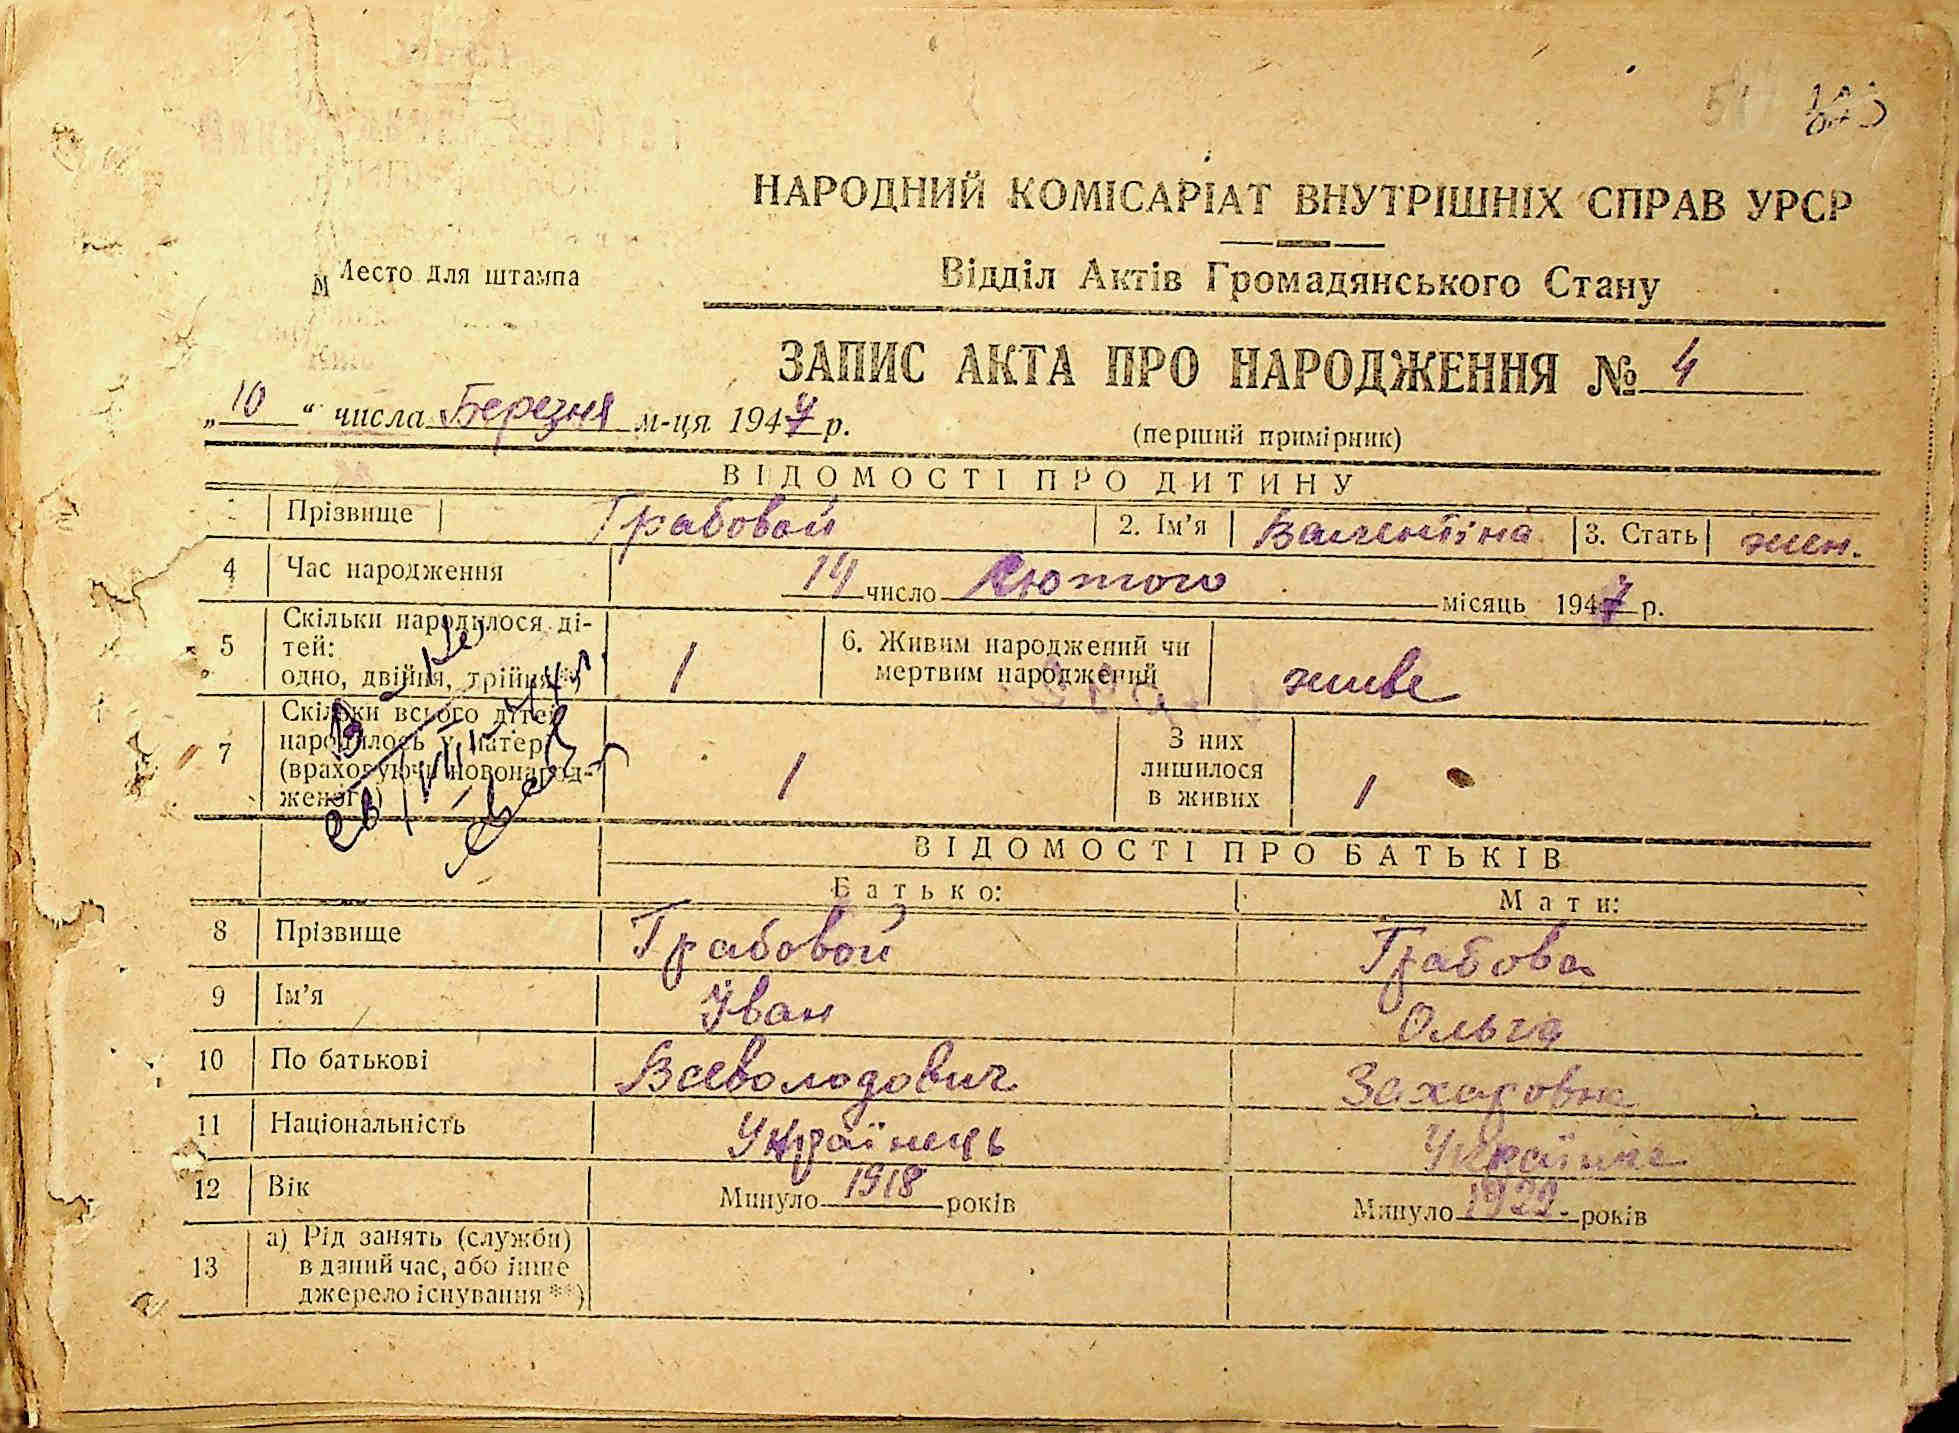 НАРОДНИЙ КОМІСАРІАТ ВНУТРІШНІХ СПРАВ УРСР
Место для штампа
Відділ Актів Громадянського Стану
ЗАПИС АКТА ПРО НАРОДЖЕННЯ № 4
„10“ числа Березня м-ця 1947 р.
(перший примірник)
ВІДОМОСТІ ПРО ДИТИНУ
Прізвище Грабовой 2. Ім'я Валентіна 3. Стать жен.
4 Час народження 14 число Лютого місяць 1947 р.
5 Скільки народилося ді-
тей:
одно, двійня, трійня*) 1 6. Живим народжений чи
мертвим народжений живе
7 Скільки всього дітей
народилось у матері
(враховуючи новонарод-
женого) 1 З них
лишилося
в живих 1
ВІДОМОСТІ ПРО БАТЬКІВ
Батько: Мати:
8 Прізвище Грабовой Грабова
9 Ім'я Іван Ольга
10 По батькові Всеволодович Захаровна
11 Національність Українець Українка
12 Вік Минуло 1918 років Минуло 1929 років
13 а) Рід занять (служби)
в даний час, або інше
джерело існування **)